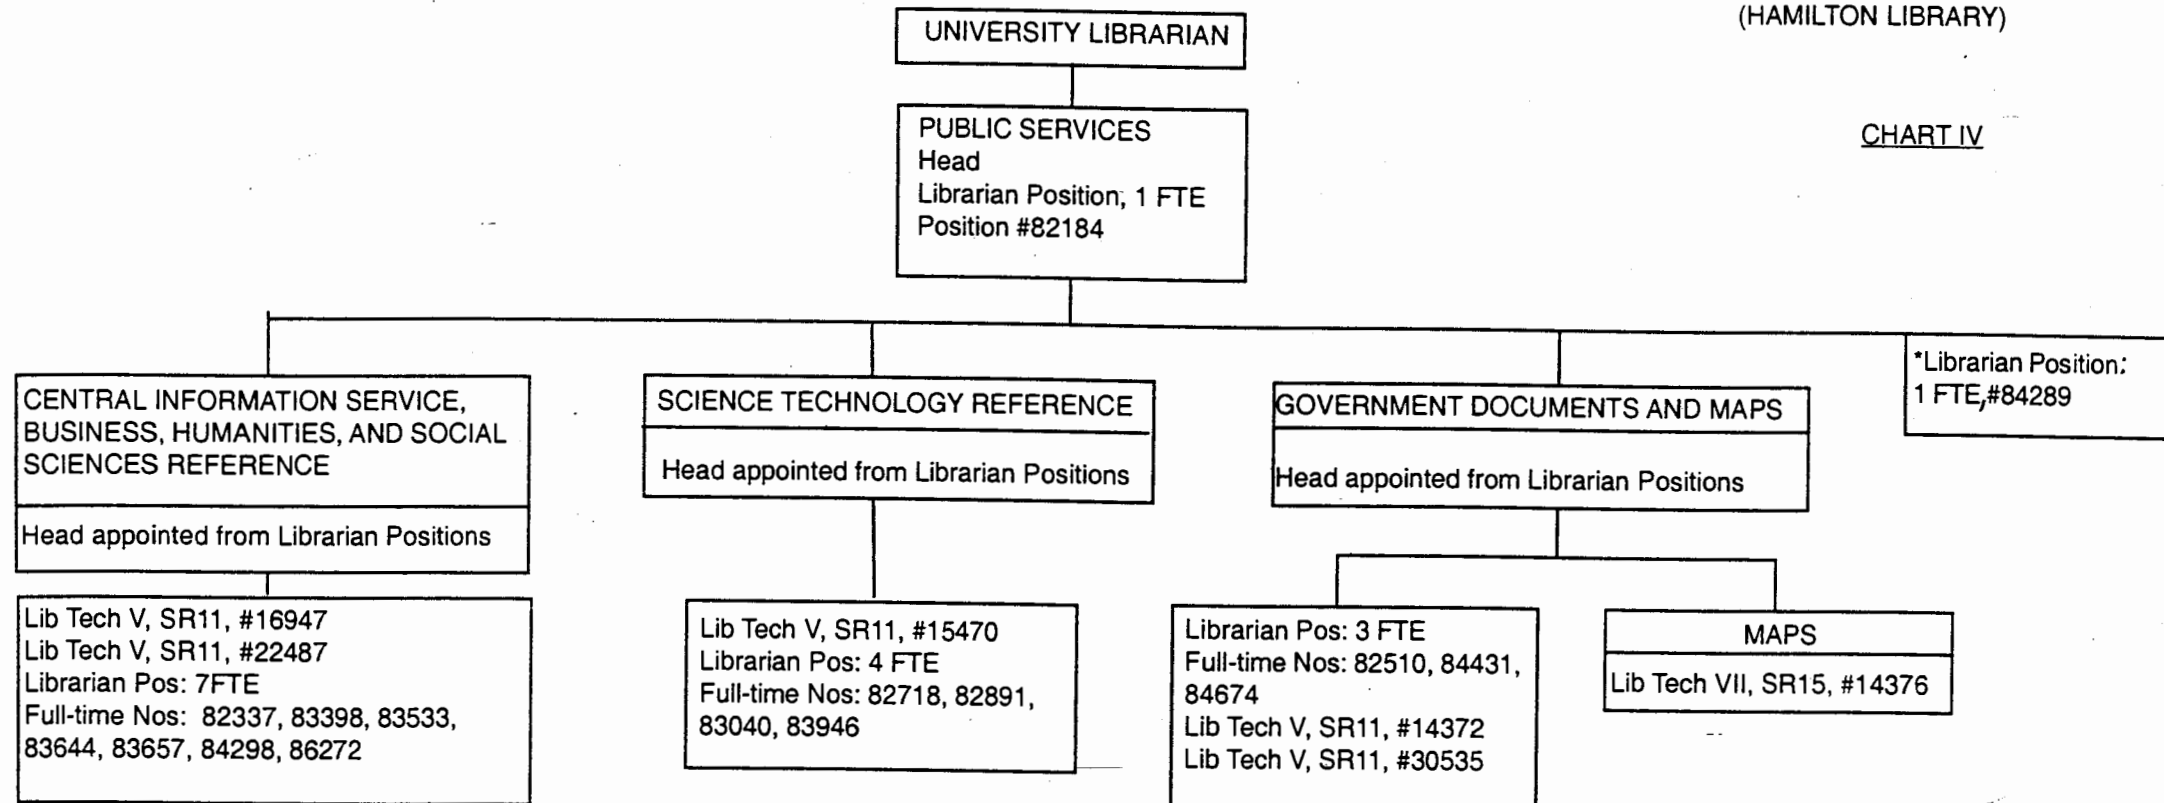 (HAMILTON LIBRARY)
UNIVERSITY LIBRARIAN
CHART IV
PUBLIC SERVICES
Head
Librarian Position, 1 FTE
Position #82184
*Librarian Position:
1 FTE,#84289
CENTRAL INFORMATION SERVICE,
BUSINESS, HUMANITIES, AND SOCIAL
SCIENCES REFERENCE
Head appointed from Librarian Positions
SCIENCE TECHNOLOGY REFERENCE
Head appointed from Librarian Positions
GOVERNMENT DOCUMENTS AND MAPS
Head appointed from Librarian Positions
Lib Tech V, SR11, #16947
Lib Tech V, SR11, #22487
Librarian Pos: 7FTE
Full-time Nos: 82337, 83398, 83533,
83644, 83657, 84298, 86272
Lib Tech V, SR11, #15470
Librarian Pos: 4 FTE
Full-time Nos: 82718, 82891,
83040, 83946
Librarian Pos: 3 FTE
Full-time Nos: 82510, 84431,
84674
Lib Tech V, SR11, #14372
Lib Tech V, SR11, #30535
MAPS
Lib Tech VII, SR15, #14376